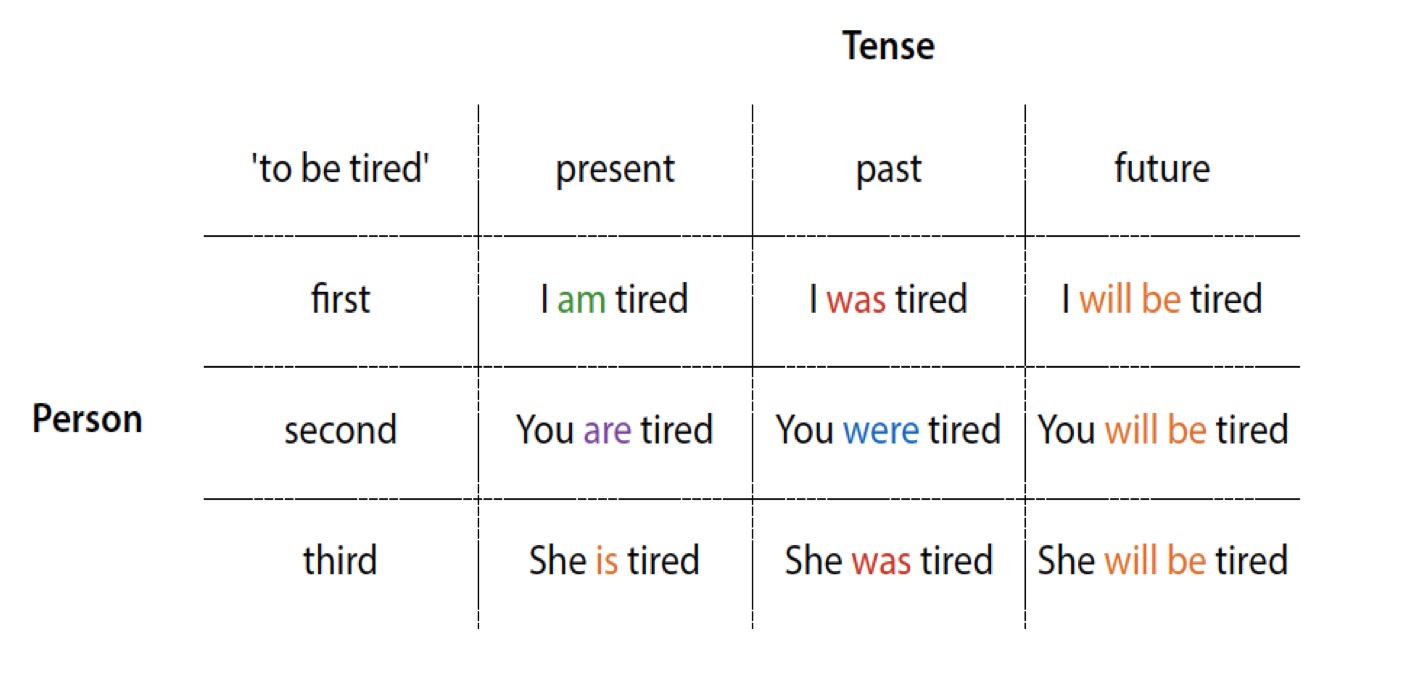 Tense
'to be tired' present past future
first I am tired I was tired I will be tired
Person
second You are tired You were tired You will be tired
third She is tired She was tired She will be tired